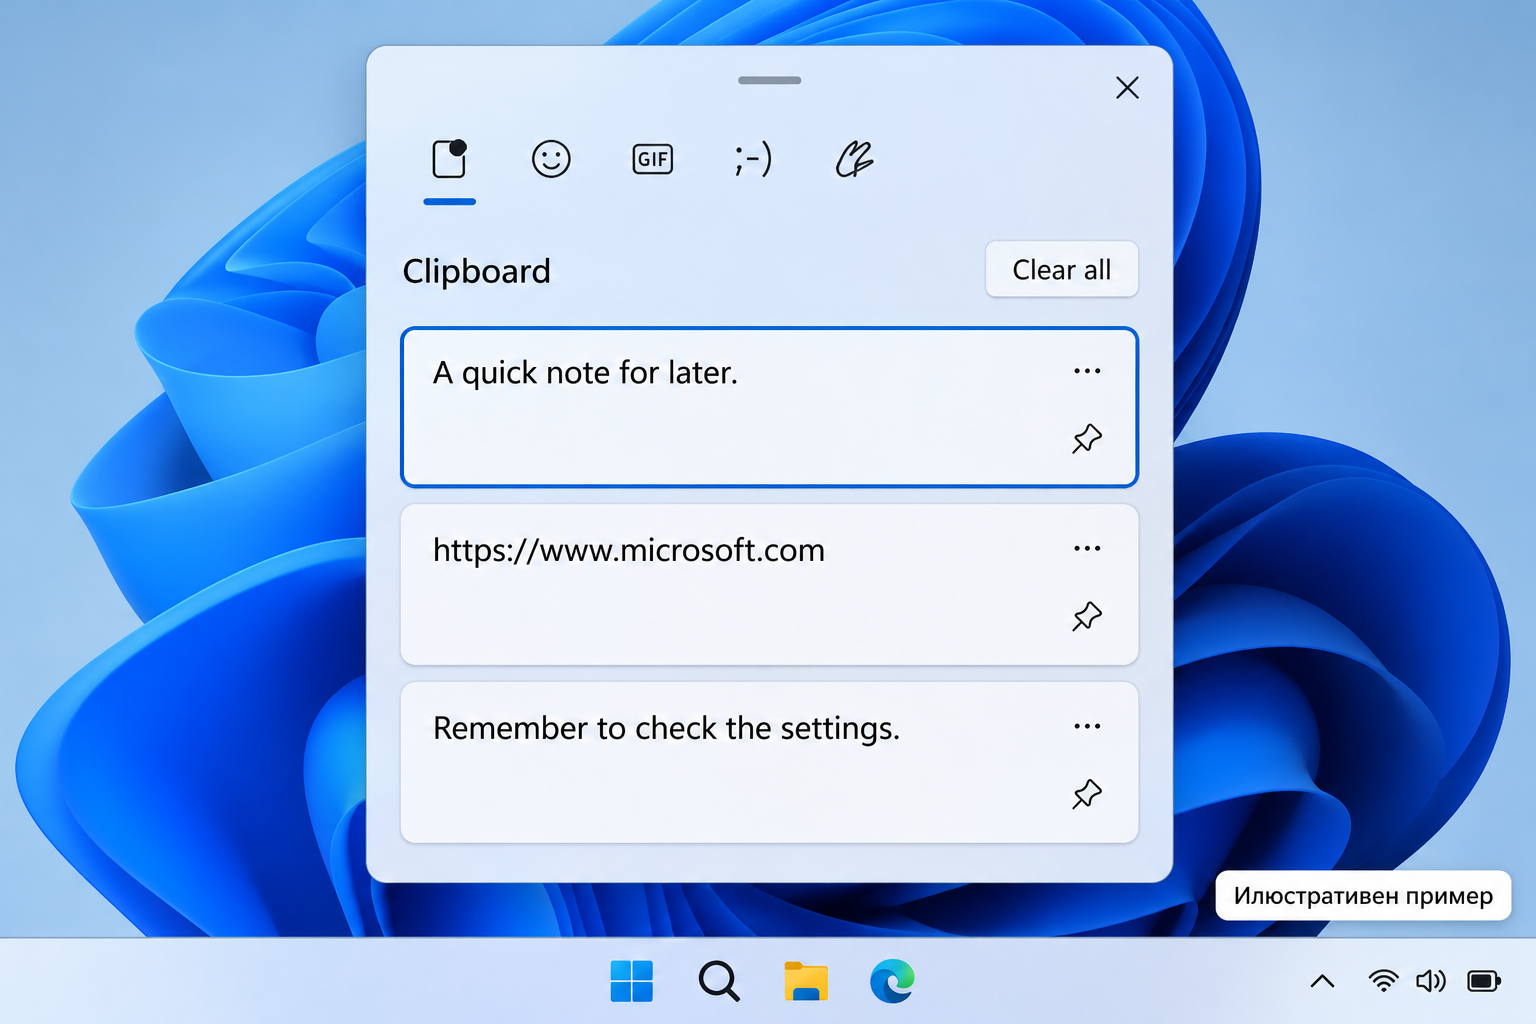 GIF
;-)
Clipboard
Clear all
A quick note for later.
https://www.microsoft.com
Remember to check the settings.
Илюстративен пример